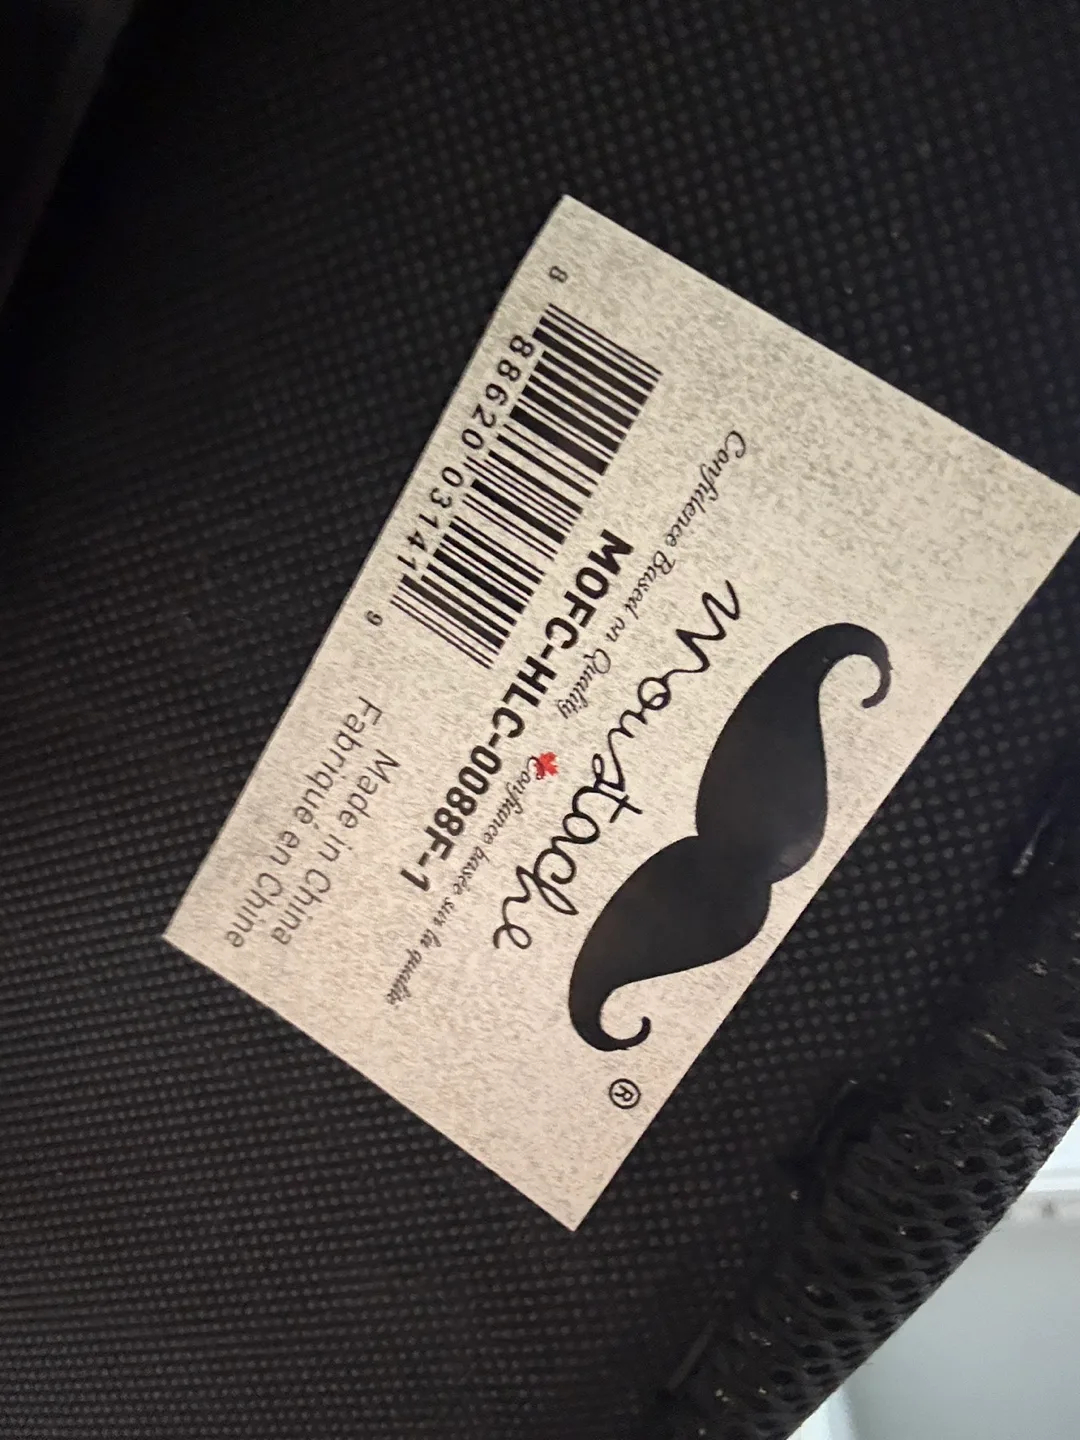 ®
Moustache
Confidence Based on Quality Confiance basée sur la qualité
MOFC-HLC-0088F-1
8 88620 03141 9
Made in China
Fabriqué en Chine